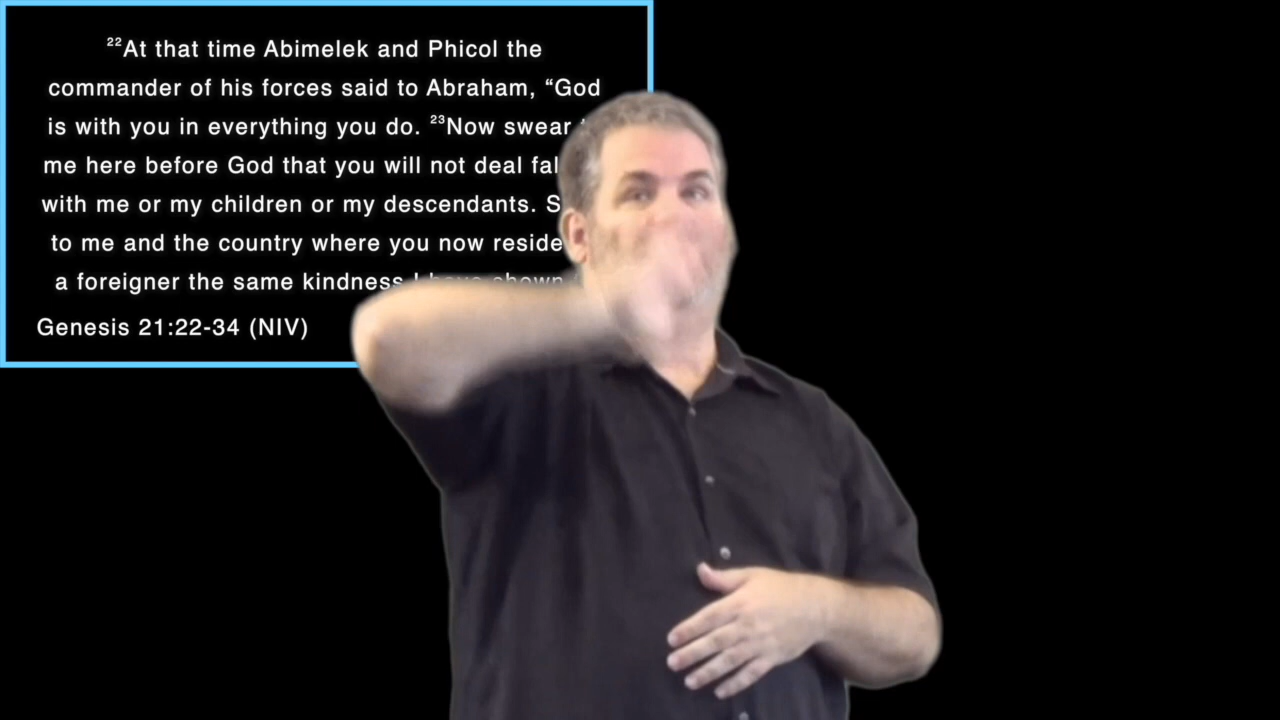 ²²At that time Abimelek and Phicol the
commander of his forces said to Abraham, “God
is with you in everything you do. ²³Now swear
me here before God that you will not deal
with me or my children or my descendants.
to me and the country where you now reside
a foreigner the same kindness I have shown
Genesis 21:22-34 (NIV)